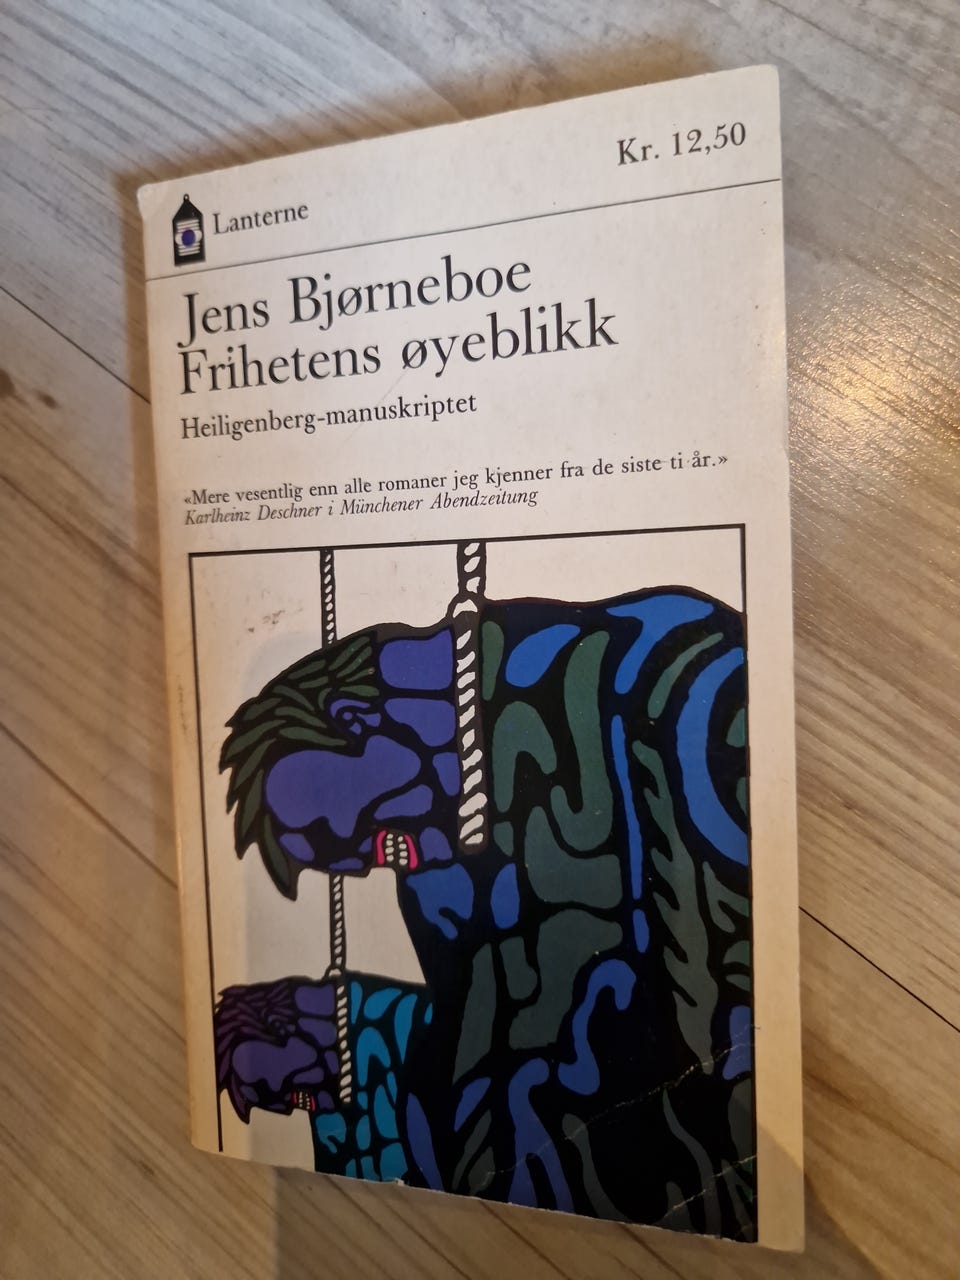 Lanterne
Kr. 12,50
Jens Bjørneboe
Frihetens øyeblikk
Heiligenberg-manuskriptet
«Mere vesentlig enn alle romaner jeg kjenner fra de siste ti år.»
Karlheinz Deschner i Münchener Abendzeitung